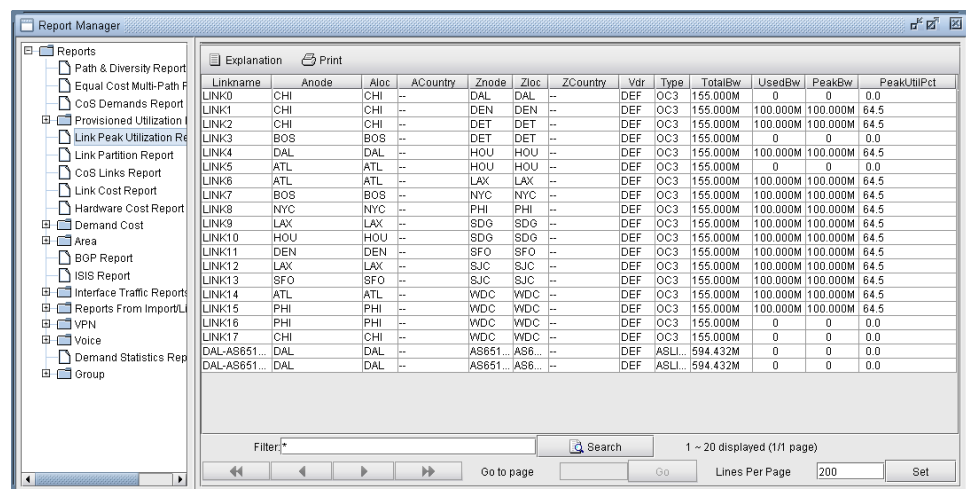 Report Manager
Reports
Path & Diversity Report
Equal Cost Multi-Path F
CoS Demands Report
Provisioned Utilization
Link Peak Utilization Re
Link Partition Report
CoS Links Report
Link Cost Report
Hardware Cost Report
Demand Cost
Area
BGP Report
ISIS Report
Interface Traffic Reports
Reports From Import/Li
VPN
Voice
Demand Statistics Rep
Group
Explanation Print
Linkname Anode Aloc ACountry Znode Zloc ZCountry Vdr Type TotalBw UsedBw PeakBw PeakUtilPct
LINK0 CHI CHI -- DAL DAL -- DEF OC3 155.000M 0 0 0.0
LINK1 CHI CHI -- DEN DEN -- DEF OC3 155.000M 100.000M 100.000M 64.5
LINK2 CHI CHI -- DET DET -- DEF OC3 155.000M 100.000M 100.000M 64.5
LINK3 BOS BOS -- DET DET -- DEF OC3 155.000M 0 0 0.0
LINK4 DAL DAL -- HOU HOU -- DEF OC3 155.000M 100.000M 100.000M 64.5
LINK5 ATL ATL -- HOU HOU -- DEF OC3 155.000M 0 0 0.0
LINK6 ATL ATL -- LAX LAX -- DEF OC3 155.000M 100.000M 100.000M 64.5
LINK7 BOS BOS -- NYC NYC -- DEF OC3 155.000M 100.000M 100.000M 64.5
LINK8 NYC NYC -- PHI PHI -- DEF OC3 155.000M 100.000M 100.000M 64.5
LINK9 LAX LAX -- SDG SDG -- DEF OC3 155.000M 100.000M 100.000M 64.5
LINK10 HOU HOU -- SDG SDG -- DEF OC3 155.000M 100.000M 100.000M 64.5
LINK11 DEN DEN -- SFO SFO -- DEF OC3 155.000M 100.000M 100.000M 64.5
LINK12 LAX LAX -- SJC SJC -- DEF OC3 155.000M 100.000M 100.000M 64.5
LINK13 SFO SFO -- SJC SJC -- DEF OC3 155.000M 100.000M 100.000M 64.5
LINK14 ATL ATL -- WDC WDC -- DEF OC3 155.000M 100.000M 100.000M 64.5
LINK15 PHI PHI -- WDC WDC -- DEF OC3 155.000M 100.000M 100.000M 64.5
LINK16 PHI PHI -- WDC WDC -- DEF OC3 155.000M 0 0 0.0
LINK17 CHI CHI -- WDC WDC -- DEF OC3 155.000M 0 0 0.0
DAL-AS651... DAL DAL -- AS651... AS6... -- DEF ASLI... 594.432M 0 0 0.0
DAL-AS651... DAL DAL -- AS651... AS6... -- DEF ASLI... 594.432M 0 0 0.0
Filter:* Search 1 ~ 20 displayed (1/1 page)
Go to page Go Lines Per Page 200 Set